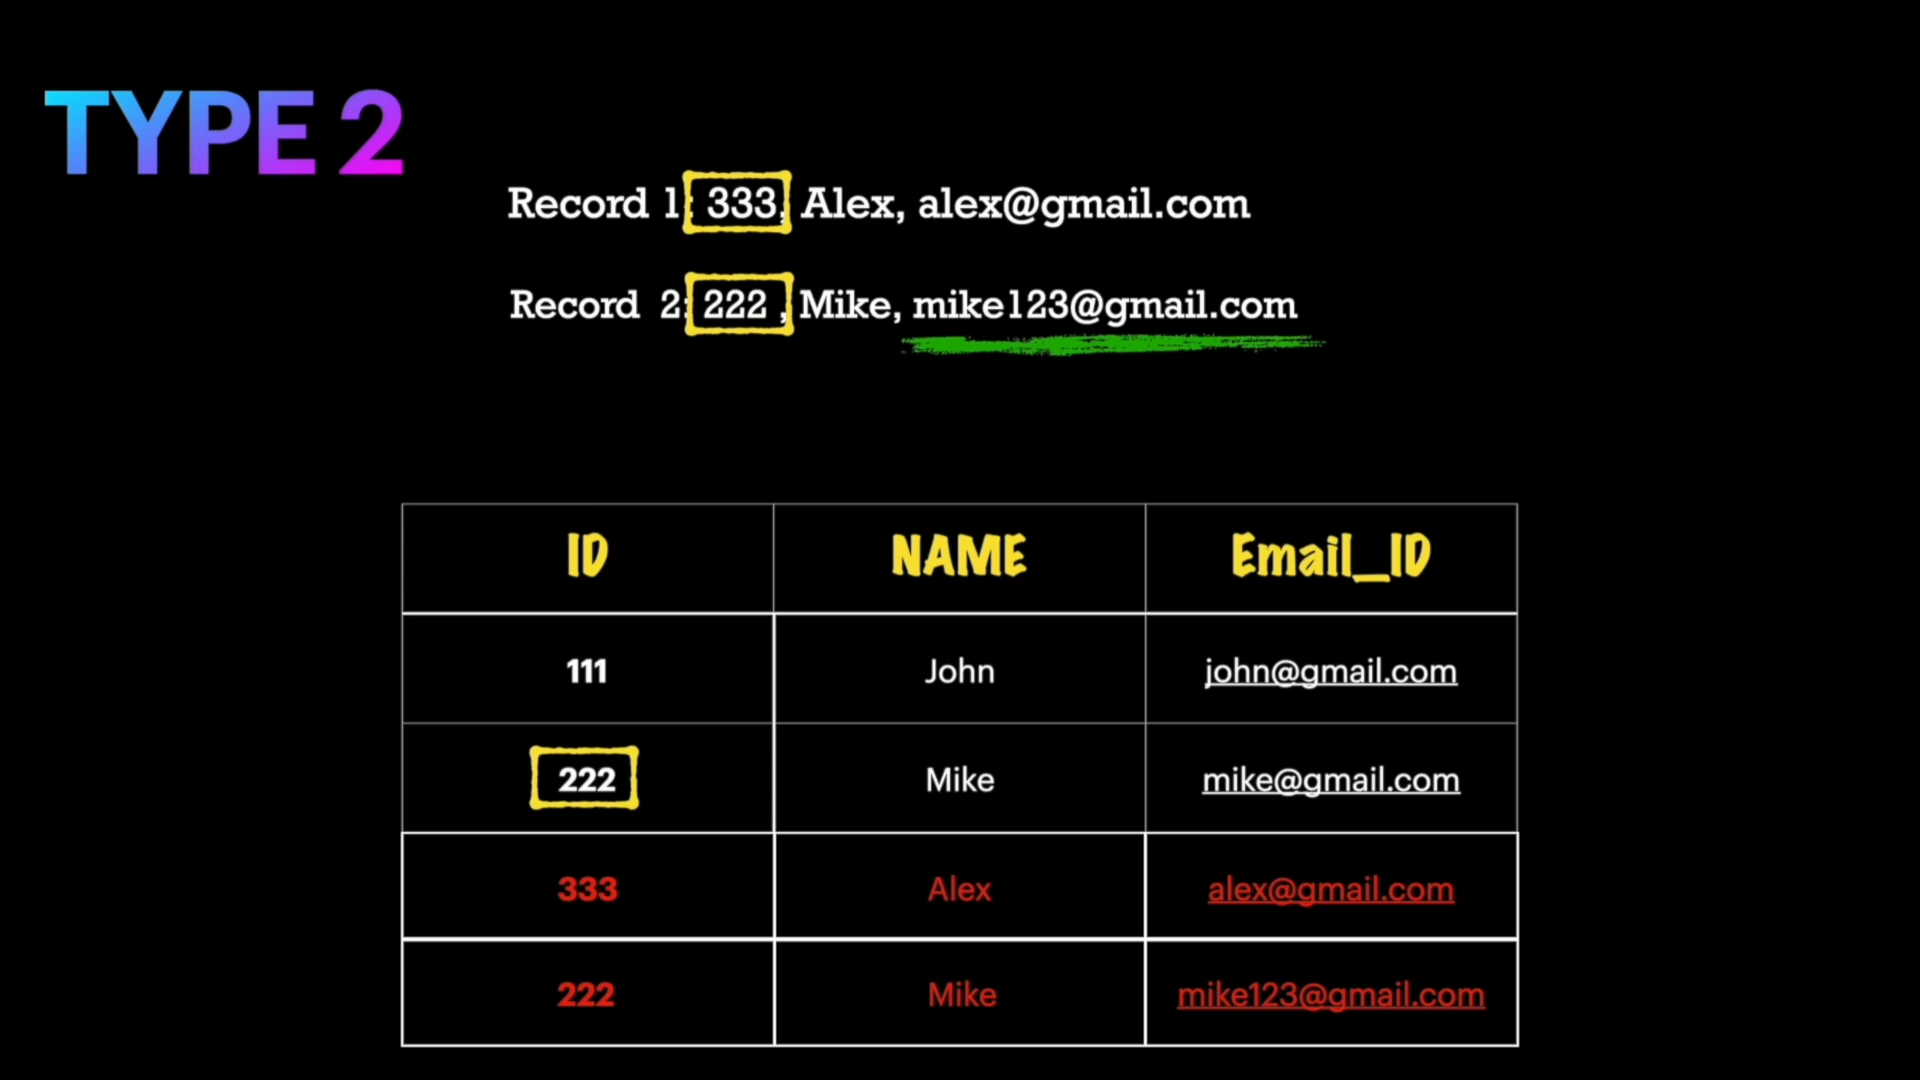 TYPE 2
Record 1: 333, Alex, alex@gmail.com
Record 2: 222 , Mike, mike123@gmail.com
ID NAME Email_ID
111 John john@gmail.com
222 Mike mike@gmail.com
333 Alex alex@gmail.com
222 Mike mike123@gmail.com